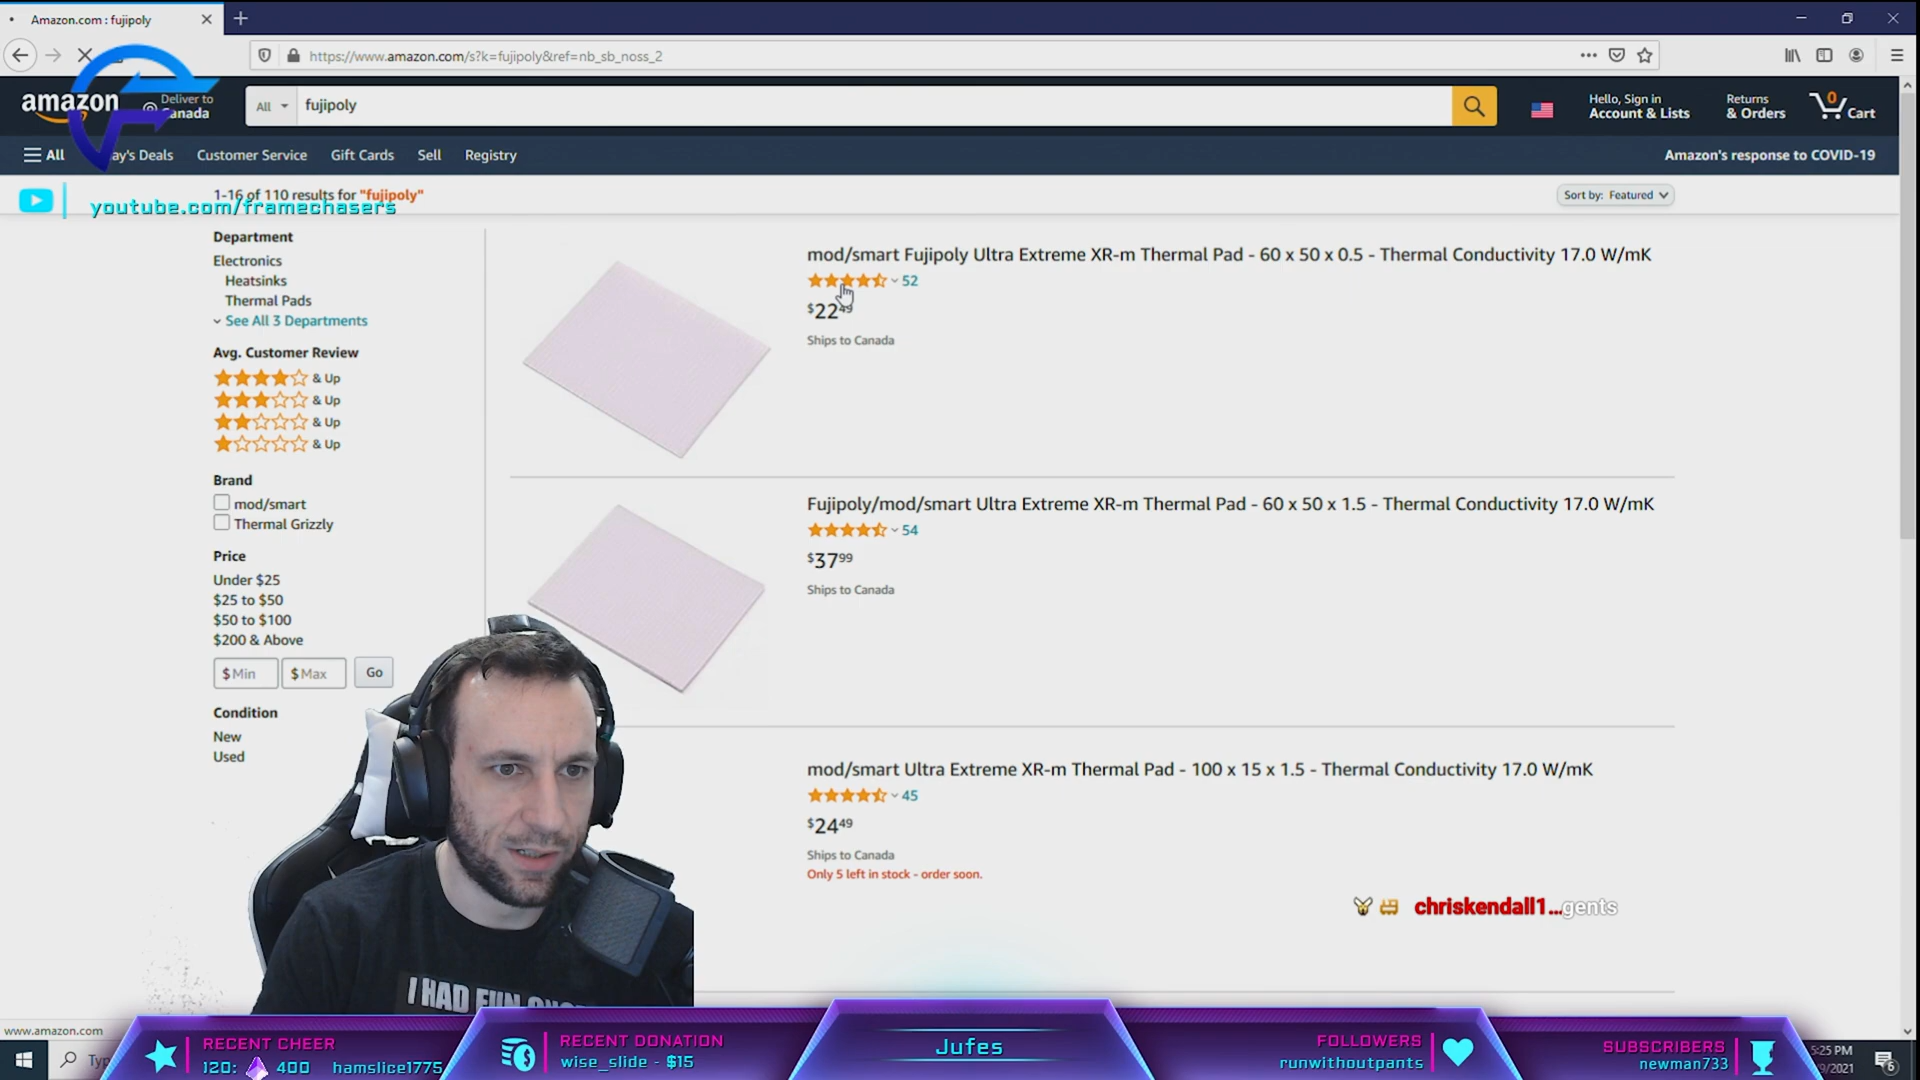 Amazon.com : fujipoly
https://www.amazon.com/s?k=fujipoly&ref=nb_sb_noss_2
amazon
Deliver to
Canada
All
fujipoly
Hello, Sign in
Account & Lists
Returns
& Orders
0
Cart
All
ay's Deals
Customer Service
Gift Cards
Sell
Registry
Amazon's response to COVID-19
1-16 of 110 results for "fujipoly"
youtube.com/framechasers
Sort by: Featured
Department
Electronics
Heatsinks
Thermal Pads
See All 3 Departments
Avg. Customer Review
& Up
& Up
& Up
& Up
Brand
mod/smart
Thermal Grizzly
Price
Under $25
$25 to $50
$50 to $100
$200 & Above
$ Min
$ Max
Go
Condition
New
Used
mod/smart Fujipoly Ultra Extreme XR-m Thermal Pad - 60 x 50 x 0.5 - Thermal Conductivity 17.0 W/mK
52
$22.49
Ships to Canada
Fujipoly/mod/smart Ultra Extreme XR-m Thermal Pad - 60 x 50 x 1.5 - Thermal Conductivity 17.0 W/mK
54
$37.99
Ships to Canada
mod/smart Ultra Extreme XR-m Thermal Pad - 100 x 15 x 1.5 - Thermal Conductivity 17.0 W/mK
45
$24.49
Ships to Canada
Only 5 left in stock - order soon.
chriskendall1...gents
I HAD FUN
www.amazon.com
Typ
RECENT CHEER
120: 400 hamslice1775
RECENT DONATION
wise_slide - $15
Jufes
FOLLOWERS
runwithoutpants
SUBSCRIBERS
newman733
5:25 PM
9/2021
6